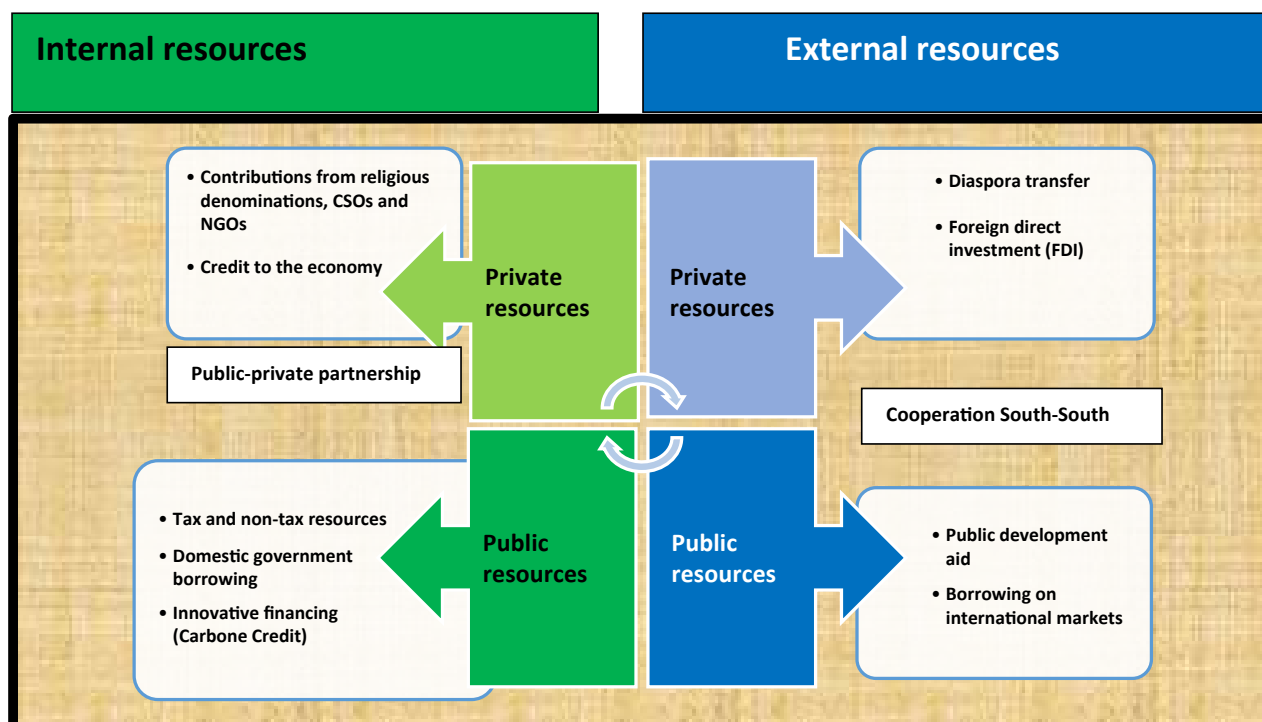 Internal resources
External resources
• Contributions from religious
denominations, CSOs and
NGOs
• Credit to the economy
Private
resources
Private
resources
• Diaspora transfer
• Foreign direct
investment (FDI)
Public-private partnership
Cooperation South-South
• Tax and non-tax resources
• Domestic government
borrowing
• Innovative financing
(Carbone Credit)
Public
resources
Public
resources
• Public development
aid
• Borrowing on
international markets